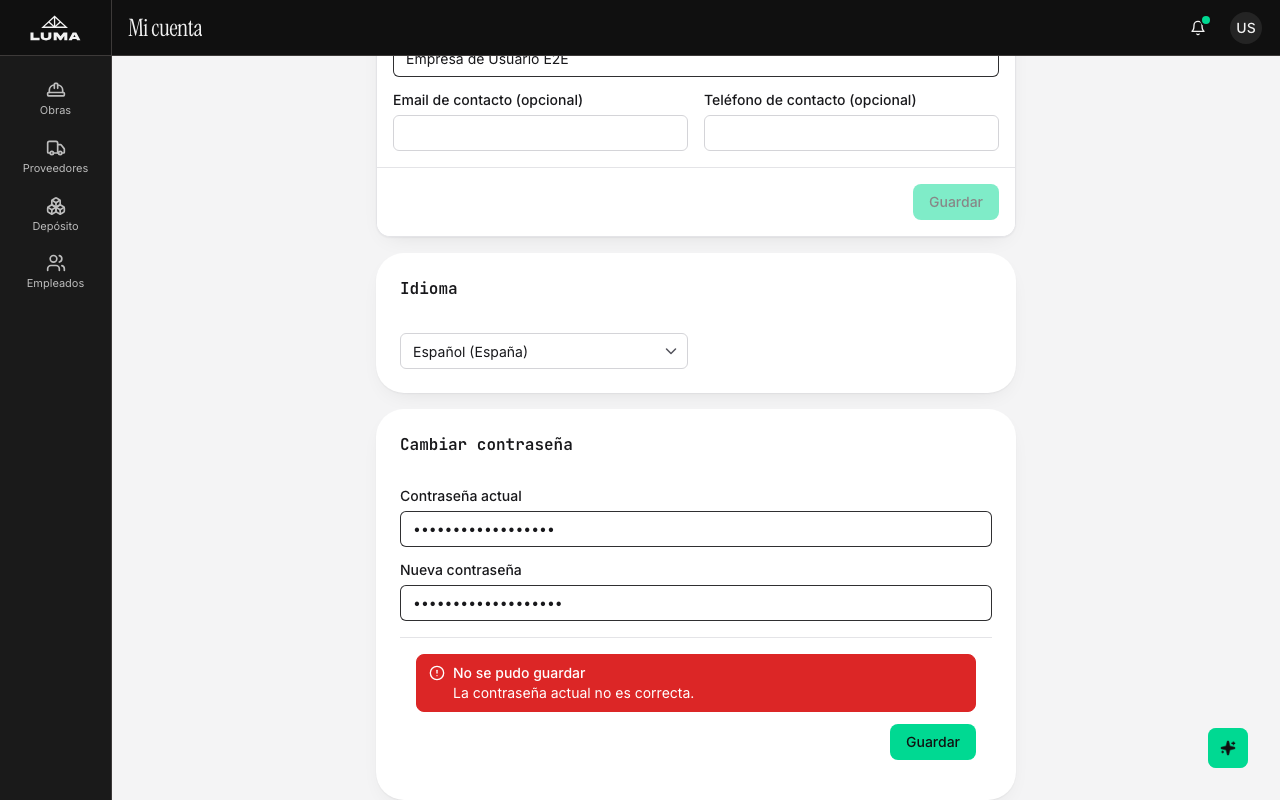 LUMA
Mi cuenta
US
Obras
Proveedores
Depósito
Empleados
Empresa de Usuario E2E
Email de contacto (opcional)
Teléfono de contacto (opcional)
Guardar
Idioma
Español (España)
Cambiar contraseña
Contraseña actual
••••••••••••••••••
Nueva contraseña
•••••••••••••••••••
No se pudo guardar
La contraseña actual no es correcta.
Guardar